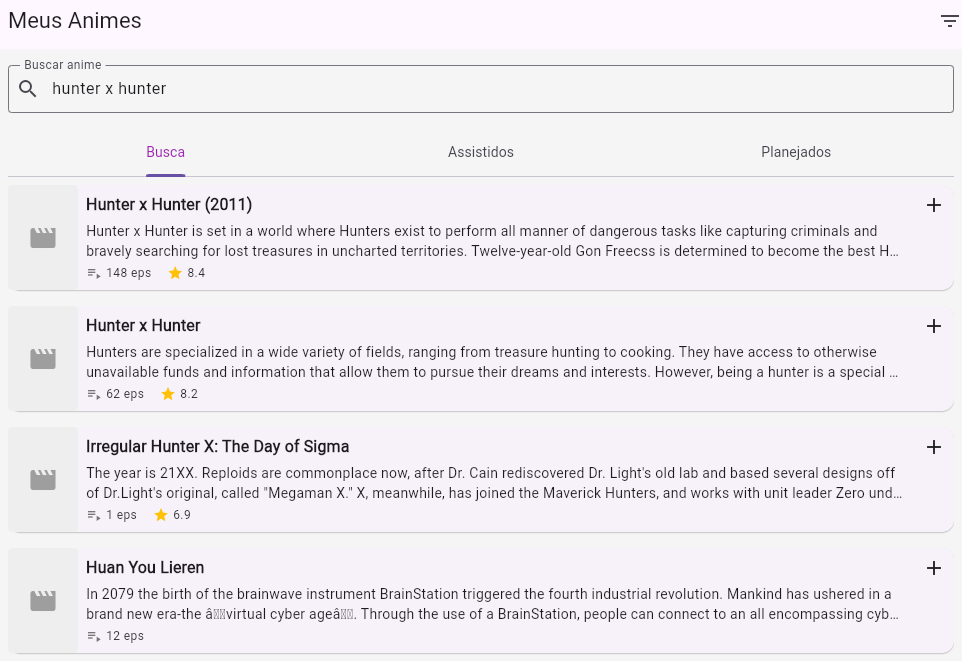 Meus Animes
Buscar anime
hunter x hunter
Busca
Assistidos
Planejados
Hunter x Hunter (2011)
Hunter x Hunter is set in a world where Hunters exist to perform all manner of dangerous tasks like capturing criminals and
bravely searching for lost treasures in uncharted territories. Twelve-year-old Gon Freecss is determined to become the best H…
148 eps 8.4
Hunter x Hunter
Hunters are specialized in a wide variety of fields, ranging from treasure hunting to cooking. They have access to otherwise
unavailable funds and information that allow them to pursue their dreams and interests. However, being a hunter is a special …
62 eps 8.2
Irregular Hunter X: The Day of Sigma
The year is 21XX. Reploids are commonplace now, after Dr. Cain rediscovered Dr. Light's old lab and based several designs off
of Dr.Light's original, called "Megaman X." X, meanwhile, has joined the Maverick Hunters, and works with unit leader Zero und…
1 eps 6.9
Huan You Lieren
In 2079 the birth of the brainwave instrument BrainStation triggered the fourth industrial revolution. Mankind has ushered in a
brand new era-the âvirtual cyber ageâ. Through the use of a BrainStation, people can connect to an all encompassing cyb…
12 eps